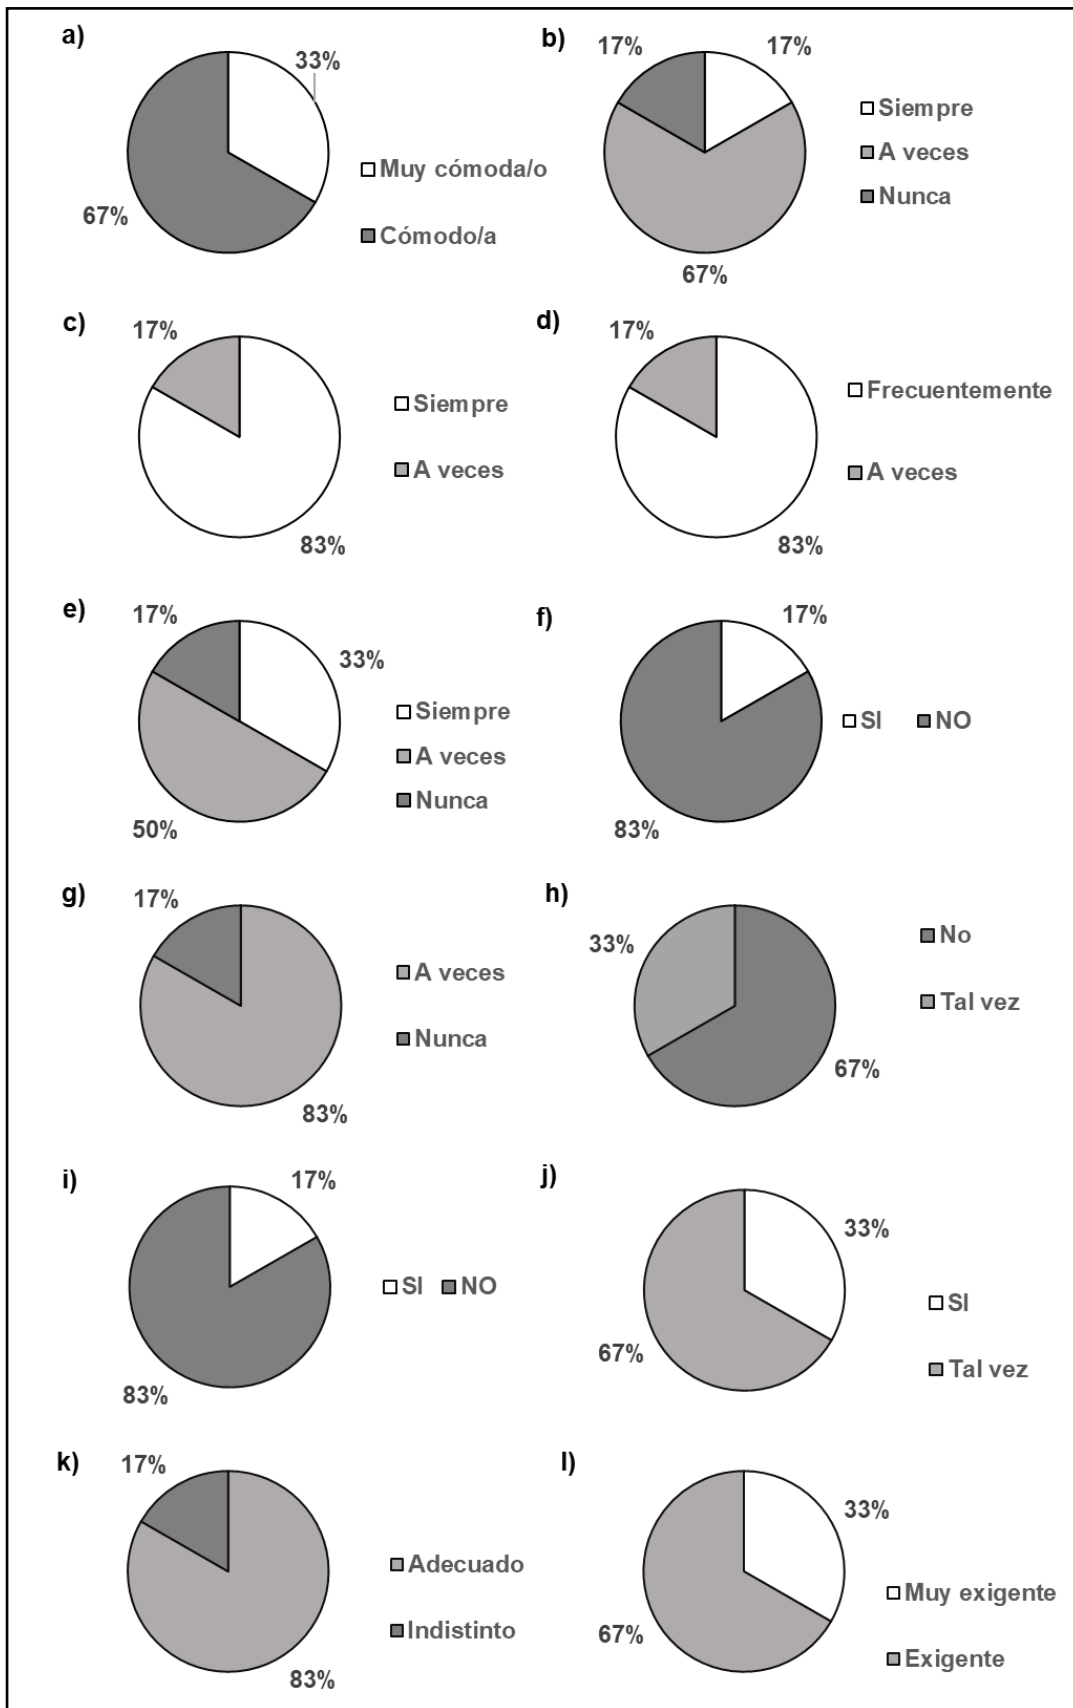 a)
33%
67%
Muy cómoda/o
Cómodo/a
b)
17%
17%
67%
Siempre
A veces
Nunca
c)
17%
83%
Siempre
A veces
d)
17%
83%
Frecuentemente
A veces
e)
17%
33%
50%
Siempre
A veces
Nunca
f)
17%
83%
SI NO
g)
17%
83%
A veces
Nunca
h)
33%
67%
No
Tal vez
i)
17%
83%
SI NO
j)
33%
67%
SI
Tal vez
k)
17%
83%
Adecuado
Indistinto
l)
33%
67%
Muy exigente
Exigente